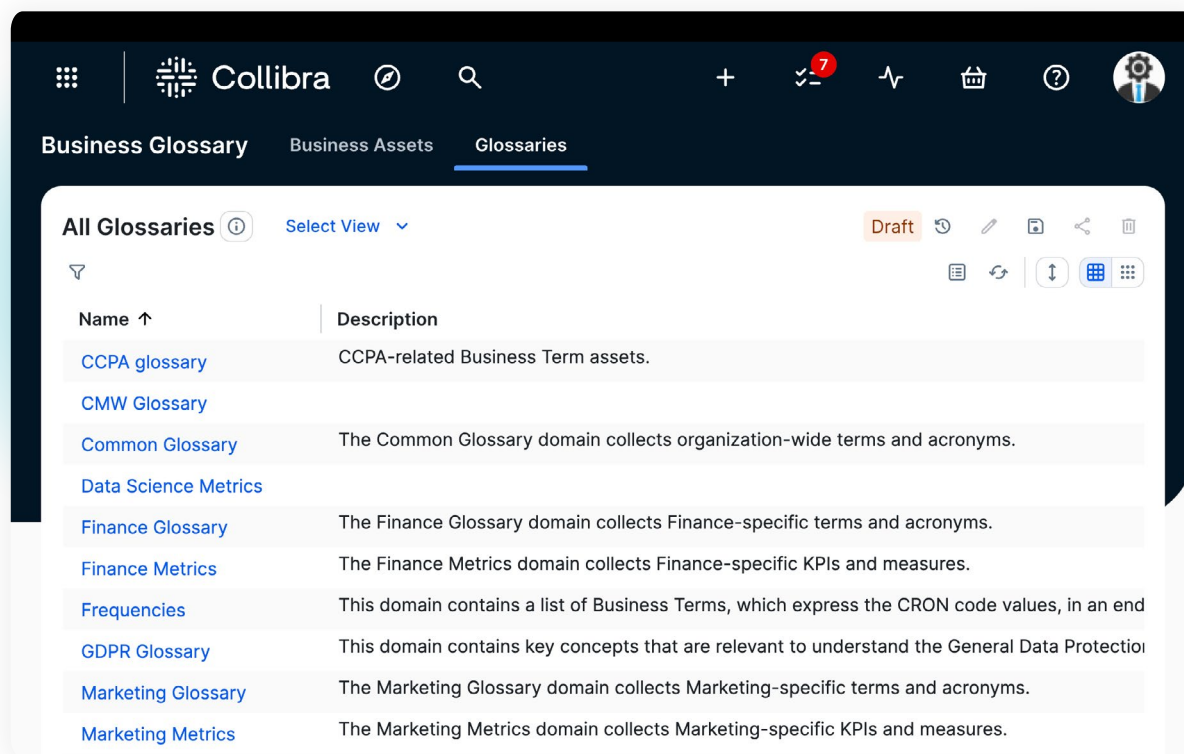 Collibra
7
Business Glossary Business Assets Glossaries
All Glossaries Select View Draft
Name Description
CCPA glossary CCPA-related Business Term assets.
CMW Glossary
Common Glossary The Common Glossary domain collects organization-wide terms and acronyms.
Data Science Metrics
Finance Glossary The Finance Glossary domain collects Finance-specific terms and acronyms.
Finance Metrics The Finance Metrics domain collects Finance-specific KPIs and measures.
Frequencies This domain contains a list of Business Terms, which express the CRON code values, in an end
GDPR Glossary This domain contains key concepts that are relevant to understand the General Data Protection
Marketing Glossary The Marketing Glossary domain collects Marketing-specific terms and acronyms.
Marketing Metrics The Marketing Metrics domain collects Marketing-specific KPIs and measures.